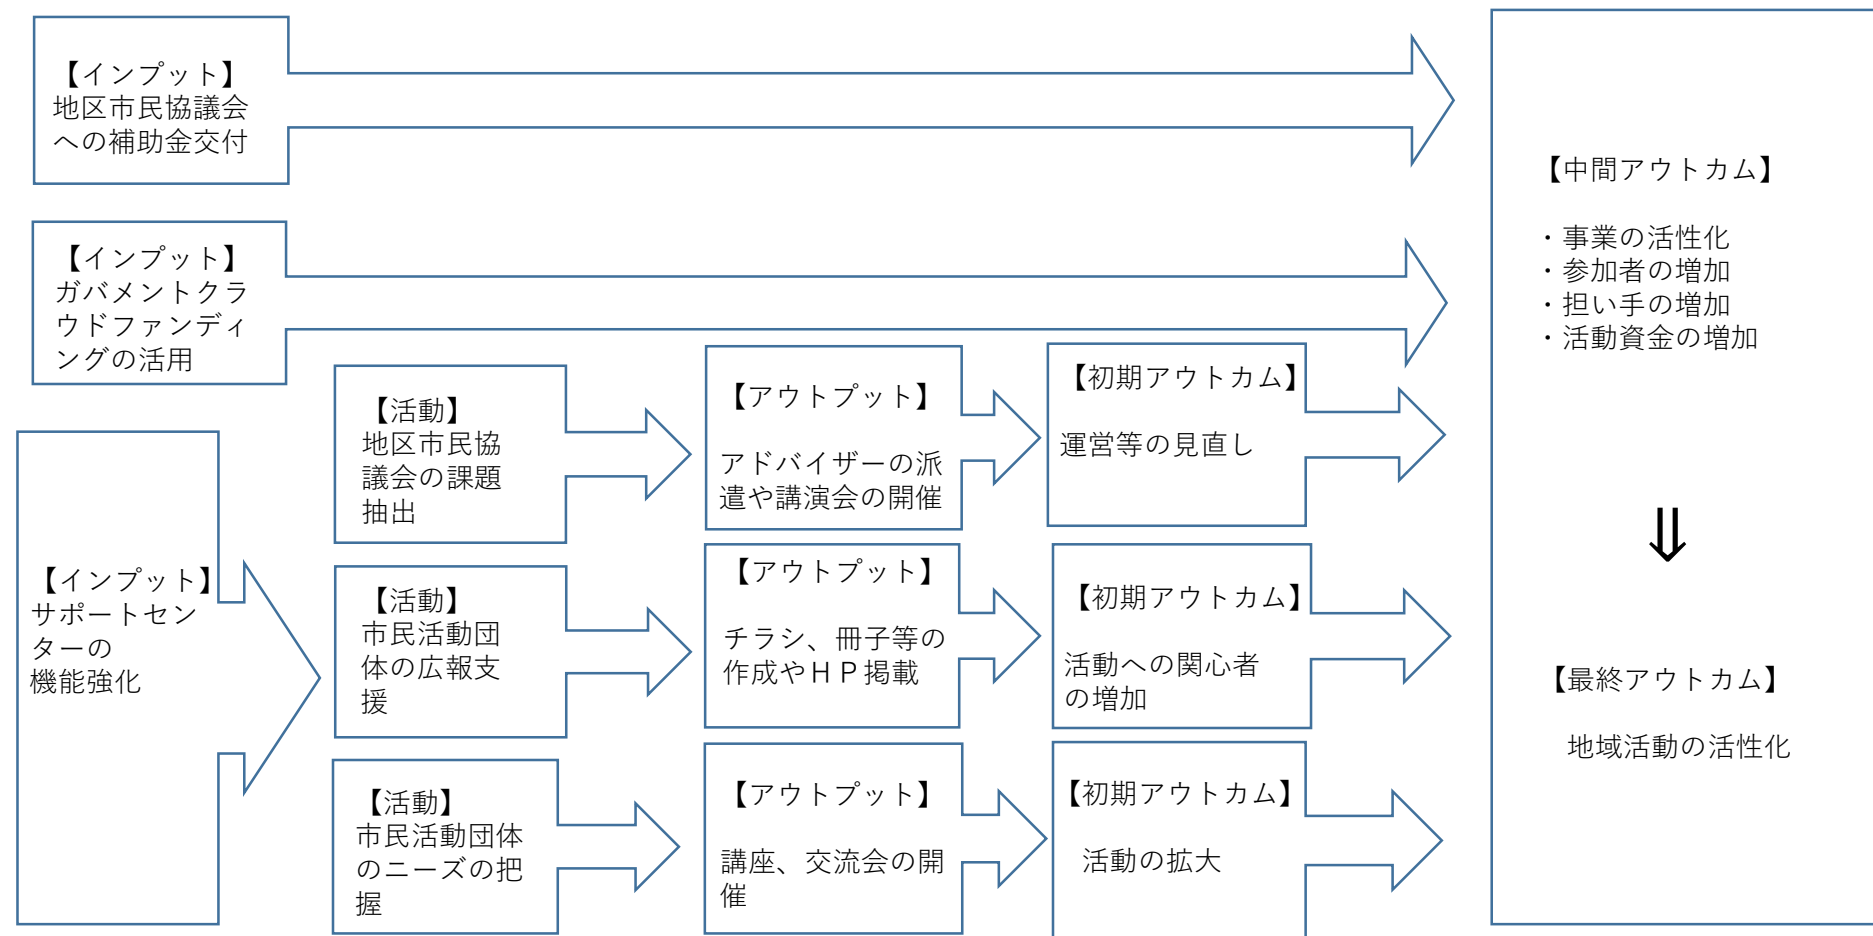 【インプット】
地区市民協議会
への補助金交付
【インプット】
ガバメントクラ
ウドファンディ
ングの活用
【インプット】
サポートセン
ターの
機能強化
【活動】
地区市民協
議会の課題
抽出
【アウトプット】
アドバイザーの派
遣や講演会の開催
【初期アウトカム】
運営等の見直し
【活動】
市民活動団
体の広報支
援
【アウトプット】
チラシ、冊子等の
作成やＨＰ掲載
【初期アウトカム】
活動への関心者
の増加
【活動】
市民活動団体
のニーズの把
握
【アウトプット】
講座、交流会の開
催
【初期アウトカム】
活動の拡大
【中間アウトカム】
・事業の活性化
・参加者の増加
・担い手の増加
・活動資金の増加
⇓
【最終アウトカム】
地域活動の活性化